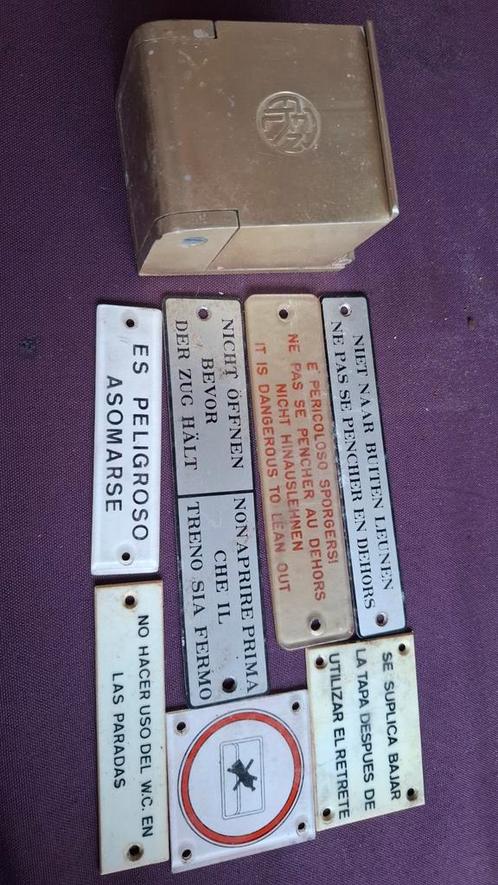 NIET NAAR BUITEN LEUNEN
NE PAS SE PENCHER EN DEHORS
E' PERICOLOSO SPORGERSI
NE PAS SE PENCHER AU DEHORS
NICHT HINAUSLEHNEN
IT IS DANGEROUS TO LEAN OUT
NICHT ÖFFNEN
BEVOR
DER ZUG HÄLT
NON APRIRE PRIMA
CHE IL
TRENO SIA FERMO
ES PELIGROSO
ASOMARSE
SE SUPLICA BAJAR
LA TAPA DESPUES DE
UTILIZAR EL RETRETE
NO HACER USO DEL W.C. EN
LAS PARADAS